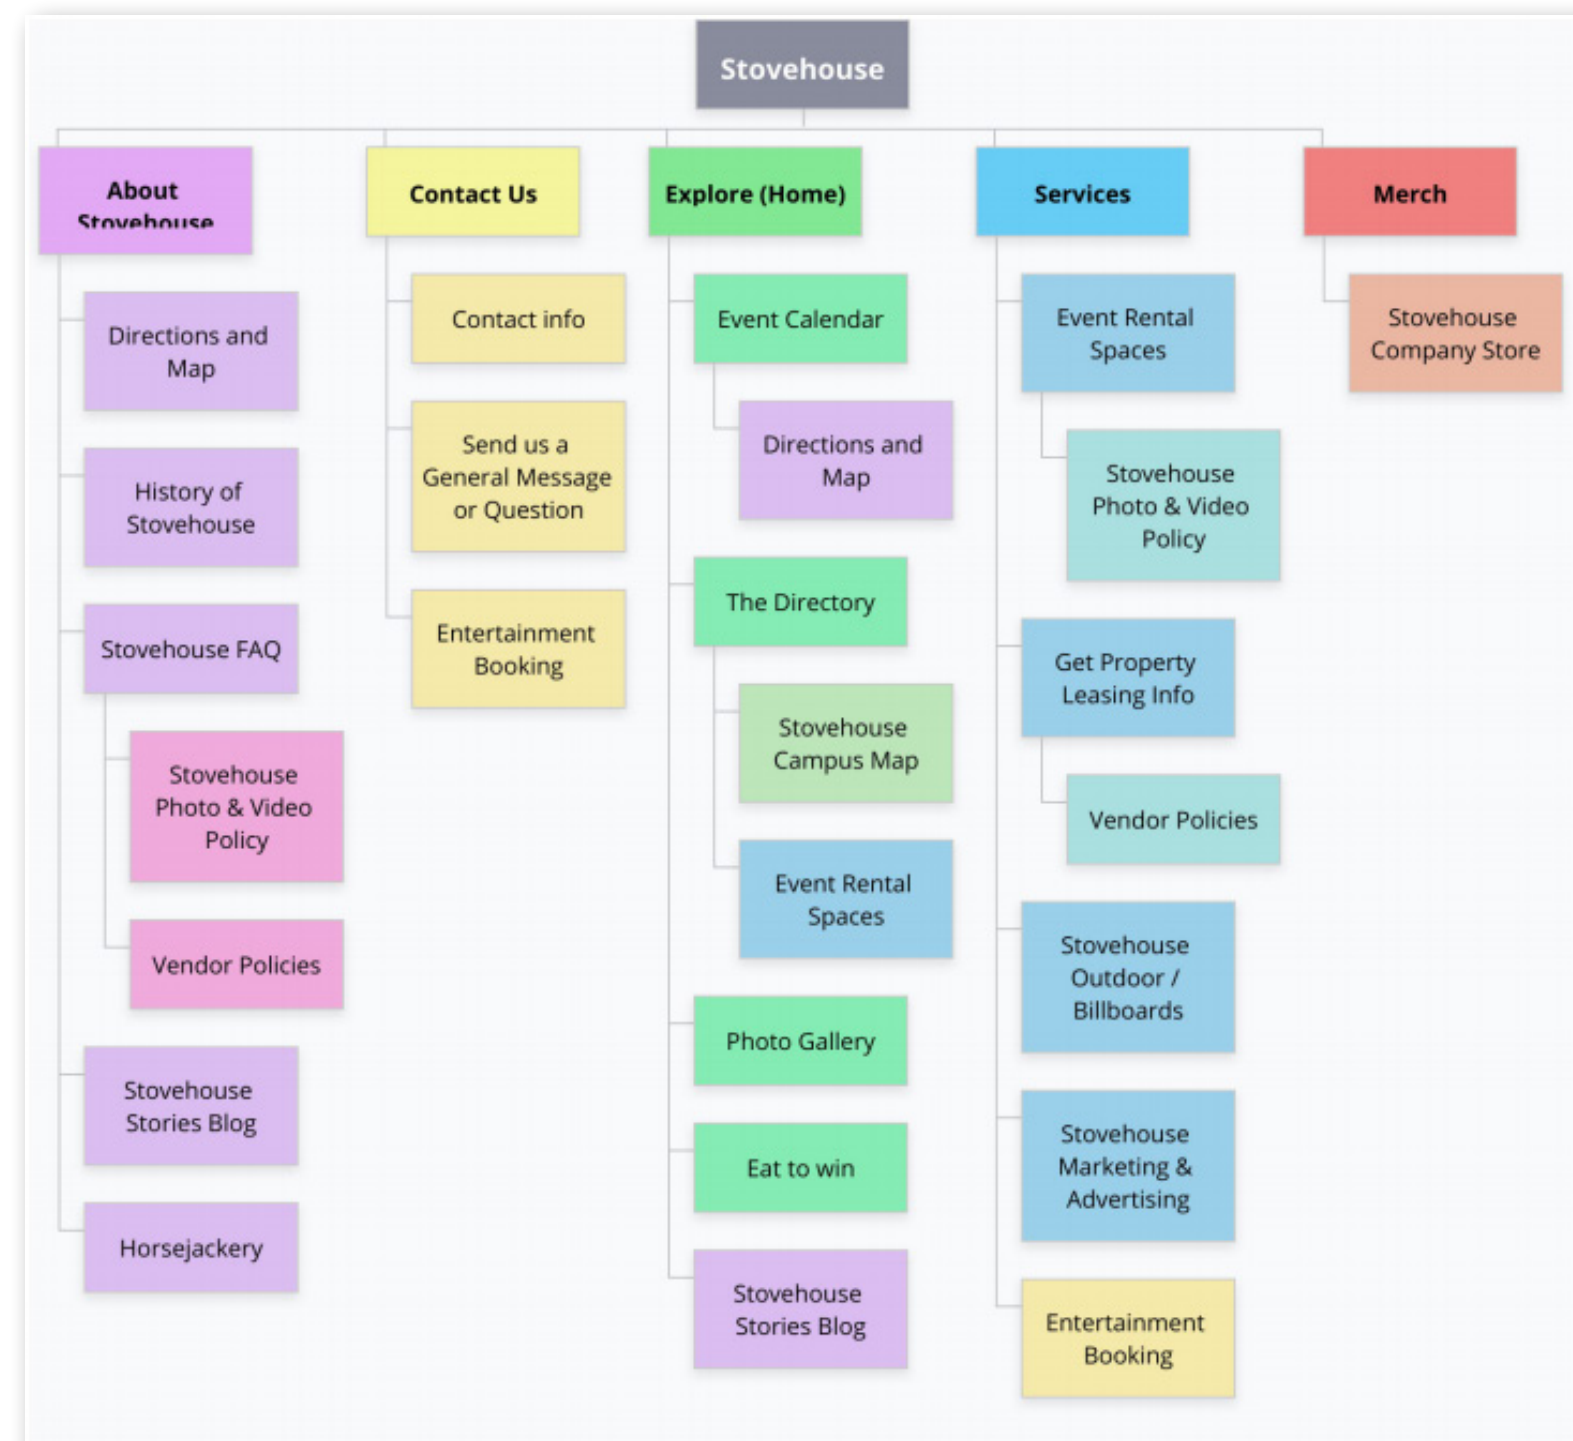 Stovehouse
About
Stovehouse
Directions and
Map
History of
Stovehouse
Stovehouse FAQ
Stovehouse
Photo & Video
Policy
Vendor Policies
Stovehouse
Stories Blog
Horsejackery
Contact Us
Contact info
Send us a
General Message
or Question
Entertainment
Booking
Explore (Home)
Event Calendar
Directions and
Map
The Directory
Stovehouse
Campus Map
Event Rental
Spaces
Photo Gallery
Eat to win
Stovehouse
Stories Blog
Services
Event Rental
Spaces
Stovehouse
Photo & Video
Policy
Get Property
Leasing Info
Vendor Policies
Stovehouse
Outdoor /
Billboards
Stovehouse
Marketing &
Advertising
Entertainment
Booking
Merch
Stovehouse
Company Store